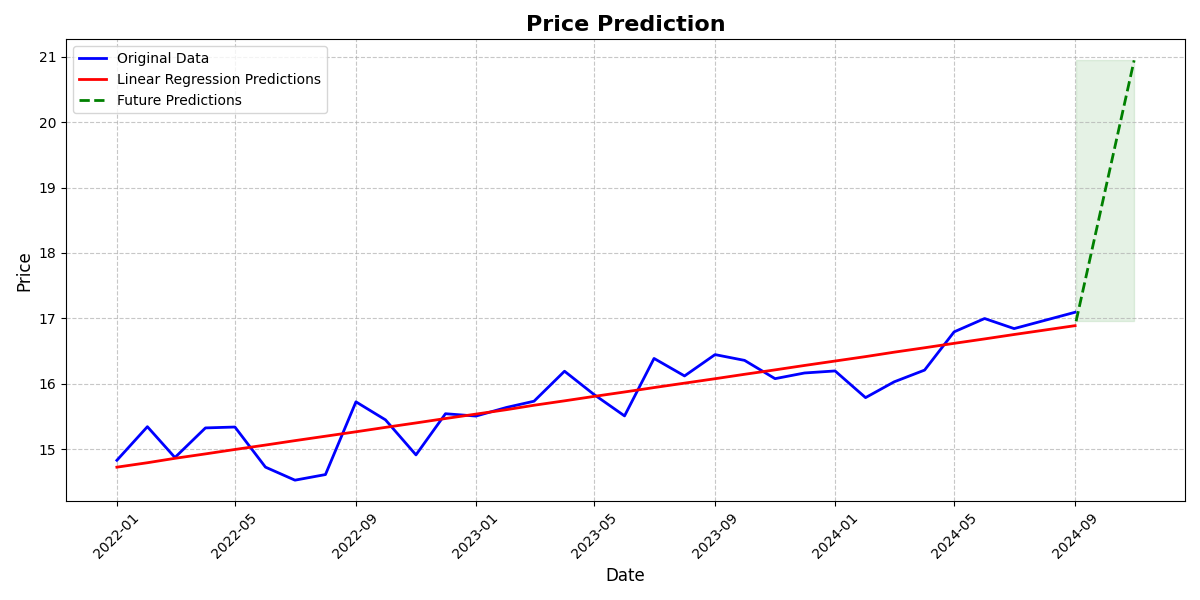 Price Prediction
Original Data
Linear Regression Predictions
Future Predictions
21
20
19
18
17
16
15
Price
2022-01
2022-05
2022-09
2023-01
2023-05
2023-09
2024-01
2024-05
2024-09
Date